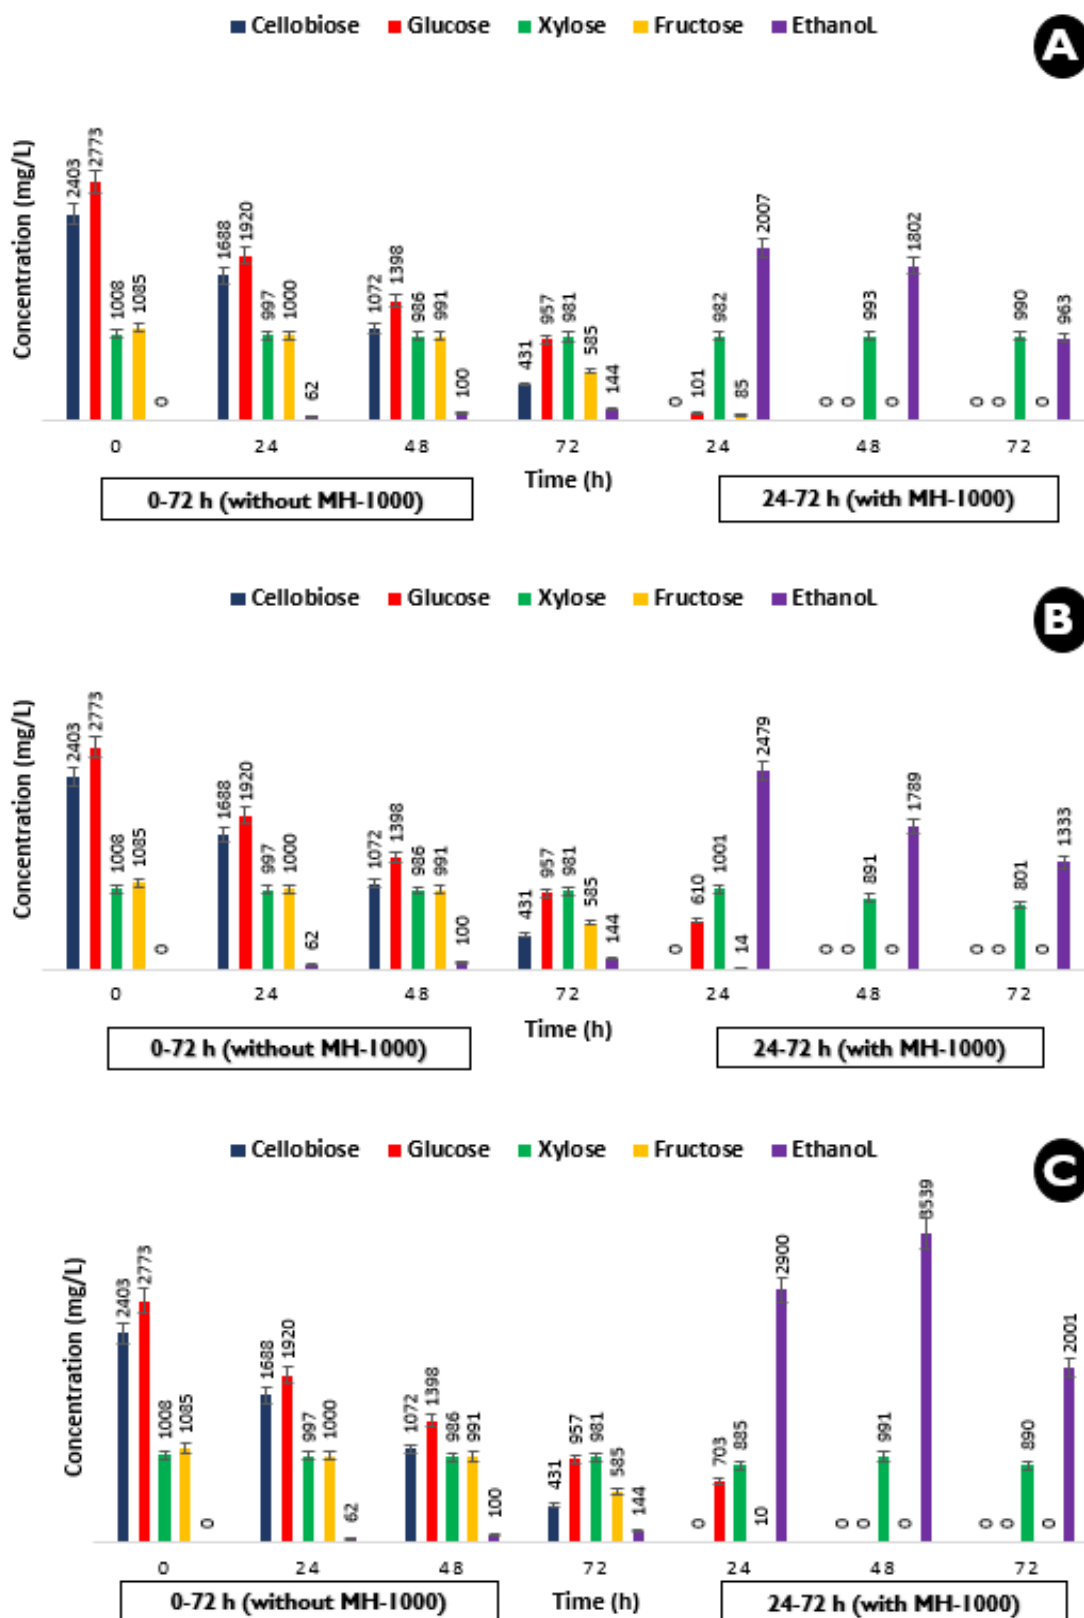 Cellobiose Glucose Xylose Fructose EthanoL
A
Concentration (mg/L)
2403 2773 1008 1085 0 1688 1920 997 1000 62 1072 1398 986 991 100 431 957 981 585 144 0 101 982 85 2007 0 0 993 0 1802 0 0 990 0 963
0 24 48 72 24 48 72
Time (h)
0-72 h (without MH-1000) 24-72 h (with MH-1000)
Cellobiose Glucose Xylose Fructose EthanoL
B
Concentration (mg/L)
2403 2773 1008 1085 0 1688 1920 997 1000 62 1072 1398 986 991 100 431 957 981 585 144 0 610 1001 14 2479 0 0 891 0 1789 0 0 801 0 1333
0 24 48 72 24 48 72
Time (h)
0-72 h (without MH-1000) 24-72 h (with MH-1000)
Cellobiose Glucose Xylose Fructose EthanoL
C
Concentration (mg/L)
2403 2773 1008 1085 0 1688 1920 997 1000 62 1072 1398 986 991 100 431 957 981 585 144 0 703 885 10 2900 0 0 991 0 3539 0 0 890 0 2001
0 24 48 72 24 48 72
Time (h)
0-72 h (without MH-1000) 24-72 h (with MH-1000)